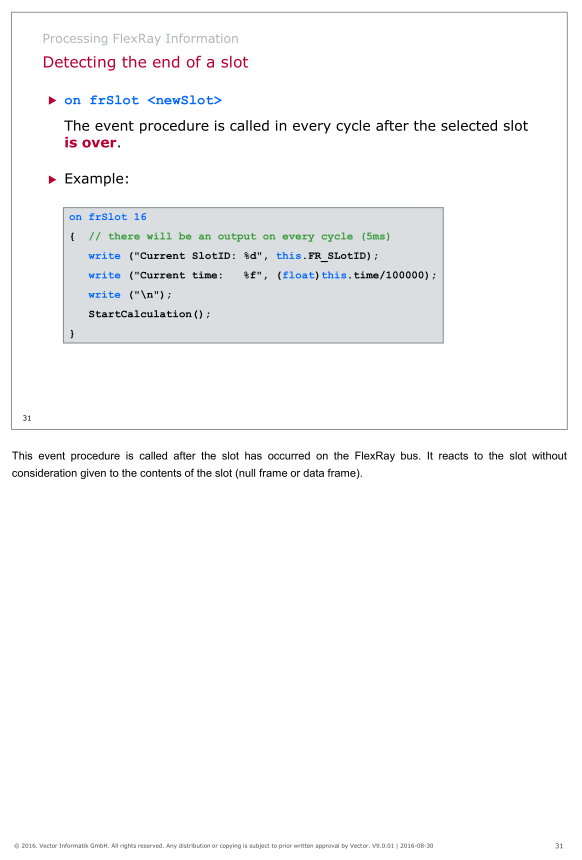 Processing FlexRay Information
Detecting the end of a slot
on frSlot <newSlot>
The event procedure is called in every cycle after the selected slot
is over.
Example:
on frSlot 16
{ // there will be an output on every cycle (5ms)
write ("Current SlotID: %d", this.FR_SLotID);
write ("Current time:   %f", (float)this.time/100000);
write ("\n");
StartCalculation();
}
31
This event procedure is called after the slot has occurred on the FlexRay bus. It reacts to the slot without
consideration given to the contents of the slot (null frame or data frame).
© 2016. Vector Informatik GmbH. All rights reserved. Any distribution or copying is subject to prior written approval by Vector. V9.0.01 | 2016-08-30 31